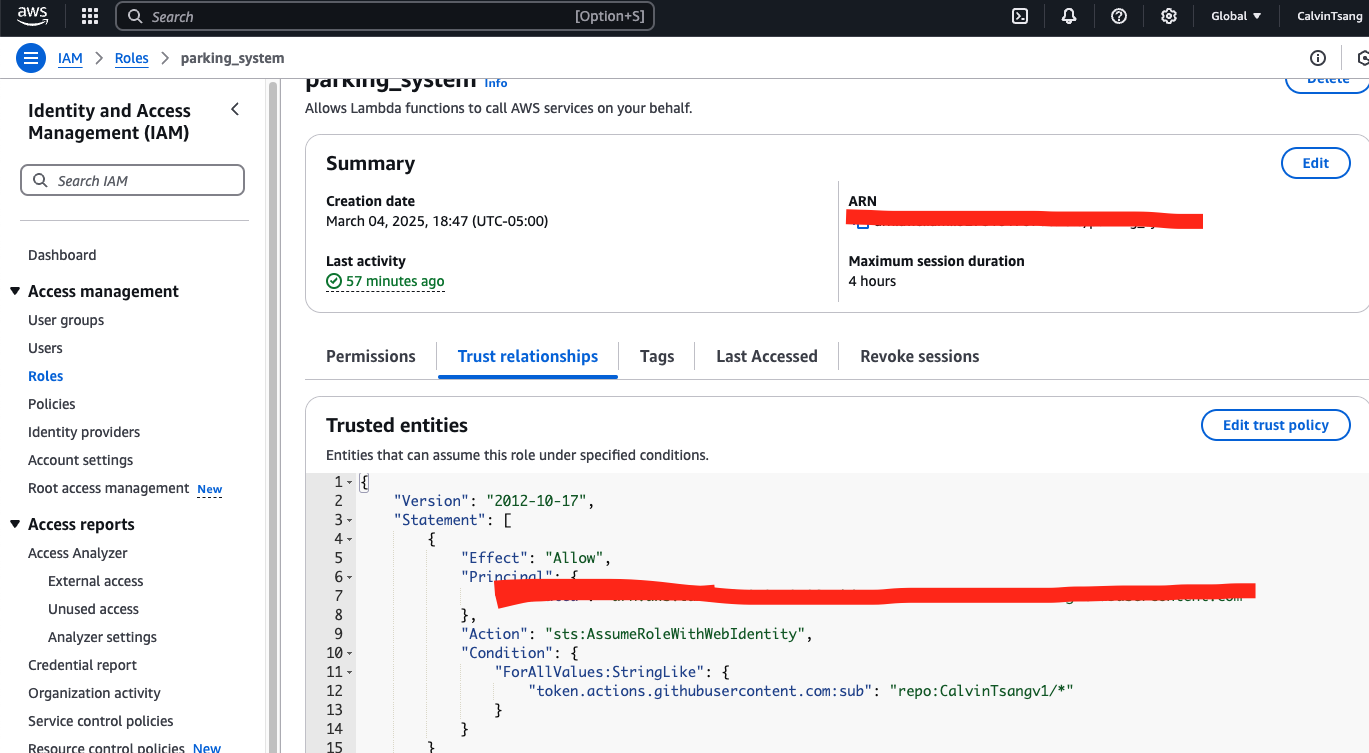 aws
Search [Option+S]
Global
CalvinTsang
IAM
Roles
parking_system
Identity and Access
Management (IAM)
Search IAM
Dashboard
Access management
User groups
Users
Roles
Policies
Identity providers
Account settings
Root access management New
Access reports
Access Analyzer
External access
Unused access
Analyzer settings
Credential report
Organization activity
Service control policies
Resource control policies New
parking_system Info
Delete
Allows Lambda functions to call AWS services on your behalf.
Summary
Edit
Creation date
March 04, 2025, 18:47 (UTC-05:00)
Last activity
57 minutes ago
ARN
Maximum session duration
4 hours
Permissions
Trust relationships
Tags
Last Accessed
Revoke sessions
Trusted entities
Edit trust policy
Entities that can assume this role under specified conditions.
1 {
2 "Version": "2012-10-17",
3 "Statement": [
4 {
5 "Effect": "Allow",
6 "Principal": {
7
8 },
9 "Action": "sts:AssumeRoleWithWebIdentity",
10 "Condition": {
11 "ForAllValues:StringLike": {
12 "token.actions.githubusercontent.com:sub": "repo:CalvinTsangv1/*"
13 }
14 }
15 }